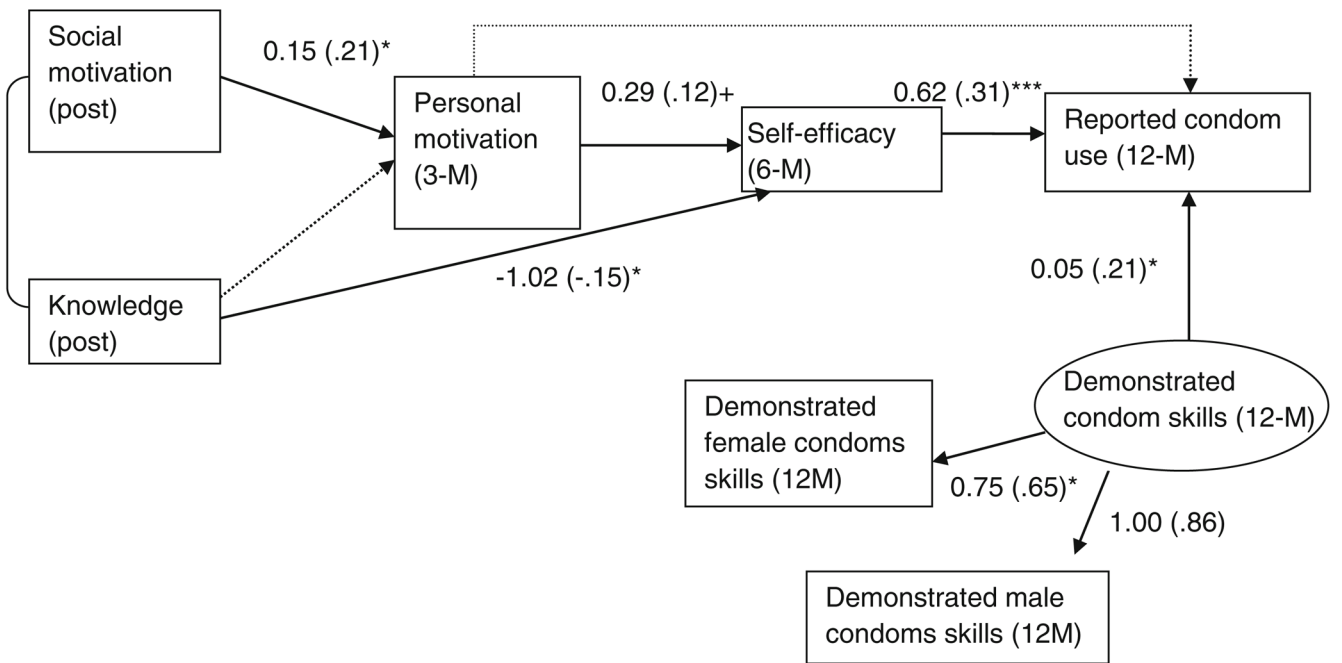 Social
motivation
(post)
0.15 (.21)*
Personal
motivation
(3-M)
0.29 (.12)+
Self-efficacy
(6-M)
0.62 (.31)***
Reported condom
use (12-M)
Knowledge
(post)
-1.02 (-.15)*
0.05 (.21)*
Demonstrated
condom skills (12-M)
Demonstrated
female condoms
skills (12M)
0.75 (.65)*
1.00 (.86)
Demonstrated male
condoms skills (12M)